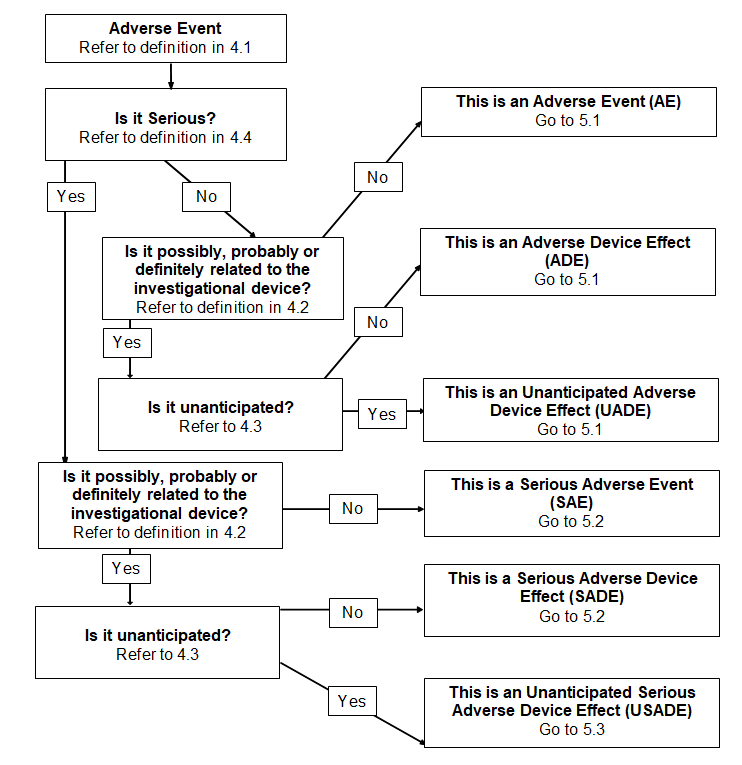 Adverse Event
Refer to definition in 4.1
Is it Serious?
Refer to definition in 4.4
This is an Adverse Event (AE)
Go to 5.1
Yes
No
No
Is it possibly, probably or
definitely related to the
investigational device?
Refer to definition in 4.2
This is an Adverse Device Effect
(ADE)
Go to 5.1
Yes
No
Is it unanticipated?
Refer to 4.3
Yes
This is an Unanticipated Adverse
Device Effect (UADE)
Go to 5.1
Is it possibly, probably or
definitely related to the
investigational device?
Refer to definition in 4.2
No
This is a Serious Adverse Event
(SAE)
Go to 5.2
Yes
Is it unanticipated?
Refer to 4.3
No
This is a Serious Adverse Device
Effect (SADE)
Go to 5.2
Yes
This is an Unanticipated Serious
Adverse Device Effect (USADE)
Go to 5.3